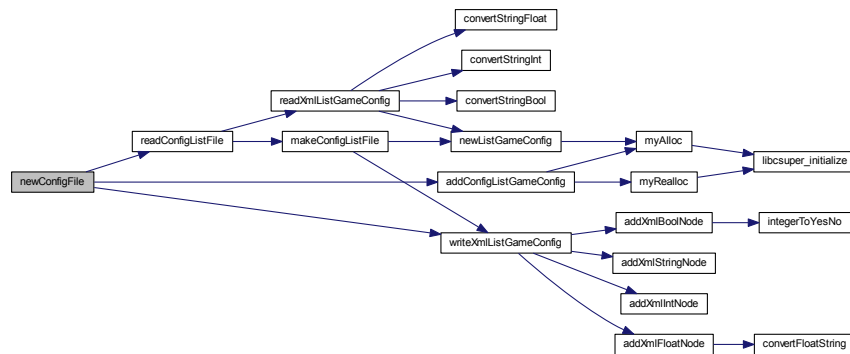 convertStringFloat
convertStringInt
readXmlListGameConfig
convertStringBool
readConfigListFile
makeConfigListFile
newListGameConfig
myAlloc
libcsuper_initialize
newConfigFile
addConfigListGameConfig
myRealloc
addXmlBoolNode
integerToYesNo
writeXmlListGameConfig
addXmlStringNode
addXmlIntNode
addXmlFloatNode
convertFloatString